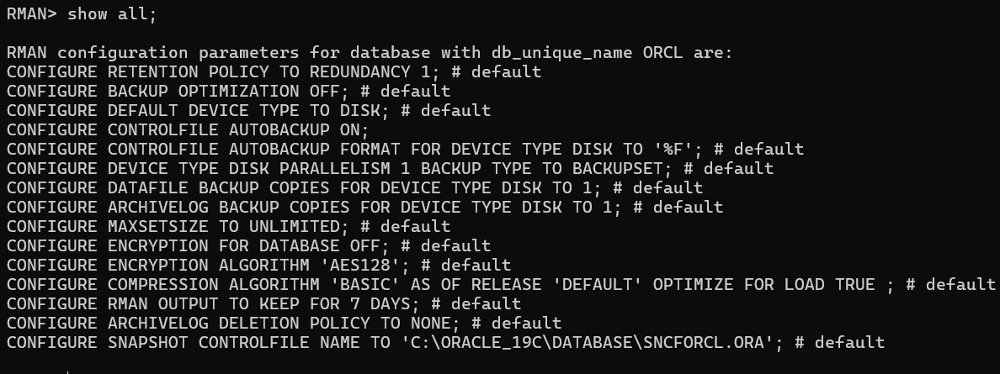 RMAN> show all;
RMAN configuration parameters for database with db_unique_name ORCL are:
CONFIGURE RETENTION POLICY TO REDUNDANCY 1; # default
CONFIGURE BACKUP OPTIMIZATION OFF; # default
CONFIGURE DEFAULT DEVICE TYPE TO DISK; # default
CONFIGURE CONTROLFILE AUTOBACKUP ON;
CONFIGURE CONTROLFILE AUTOBACKUP FORMAT FOR DEVICE TYPE DISK TO '%F'; # default
CONFIGURE DEVICE TYPE DISK PARALLELISM 1 BACKUP TYPE TO BACKUPSET; # default
CONFIGURE DATAFILE BACKUP COPIES FOR DEVICE TYPE DISK TO 1; # default
CONFIGURE ARCHIVELOG BACKUP COPIES FOR DEVICE TYPE DISK TO 1; # default
CONFIGURE MAXSETSIZE TO UNLIMITED; # default
CONFIGURE ENCRYPTION FOR DATABASE OFF; # default
CONFIGURE ENCRYPTION ALGORITHM 'AES128'; # default
CONFIGURE COMPRESSION ALGORITHM 'BASIC' AS OF RELEASE 'DEFAULT' OPTIMIZE FOR LOAD TRUE ; # default
CONFIGURE RMAN OUTPUT TO KEEP FOR 7 DAYS; # default
CONFIGURE ARCHIVELOG DELETION POLICY TO NONE; # default
CONFIGURE SNAPSHOT CONTROLFILE NAME TO 'C:\ORACLE_19C\DATABASE\SNCFORCL.ORA'; # default